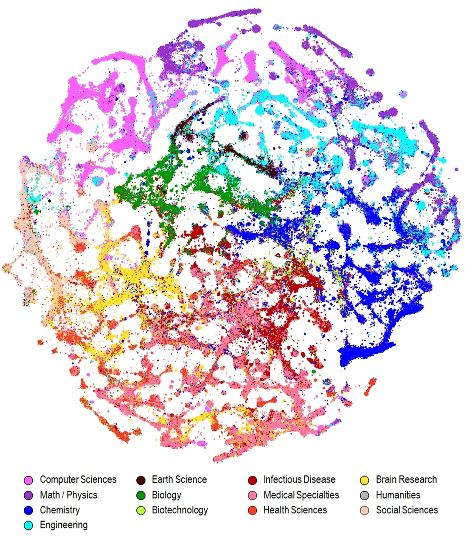 Computer Sciences Earth Science Infectious Disease Brain Research
Math / Physics Biology Medical Specialties Humanities
Chemistry Biotechnology Health Sciences Social Sciences
Engineering